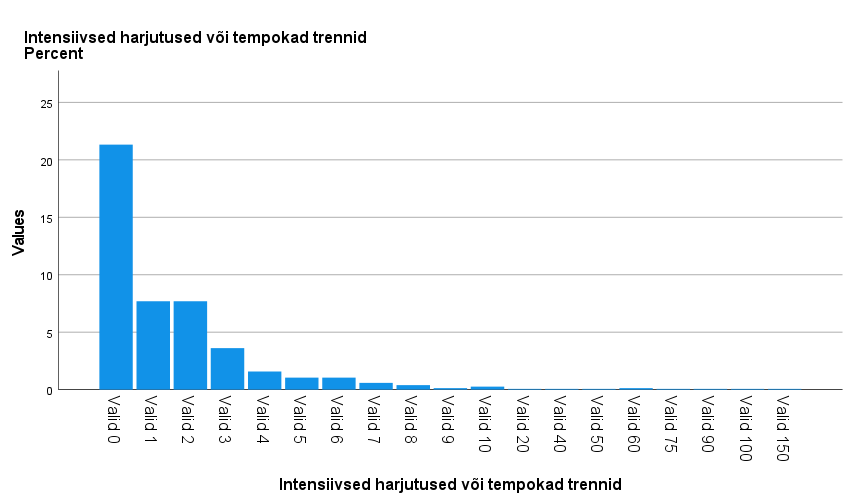 Intensiivsed harjutused või tempokad trennid
Percent
Values
25
20
15
10
5
0
Valid 0
Valid 1
Valid 2
Valid 3
Valid 4
Valid 5
Valid 6
Valid 7
Valid 8
Valid 9
Valid 10
Valid 20
Valid 40
Valid 50
Valid 60
Valid 75
Valid 90
Valid 100
Valid 150
Intensiivsed harjutused või tempokad trennid